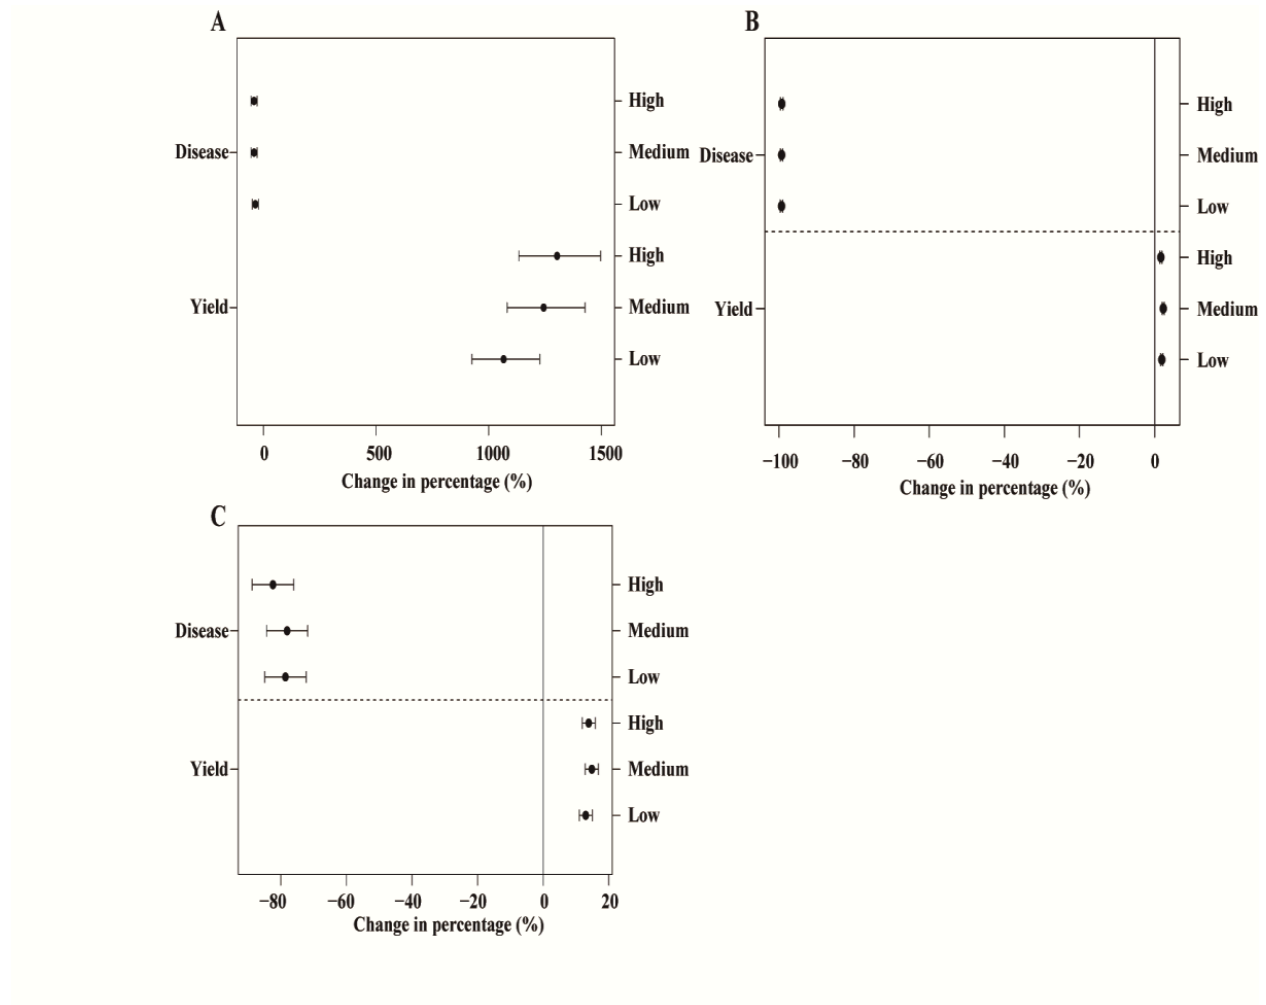 A
High
Disease
Medium
Low
High
Yield
Medium
Low
0 500 1000 1500
Change in percentage (%)
B
High
Disease
Medium
Low
High
Yield
Medium
Low
−100 −80 −60 −40 −20 0
Change in percentage (%)
C
High
Disease
Medium
Low
High
Yield
Medium
Low
−80 −60 −40 −20 0 20
Change in percentage (%)